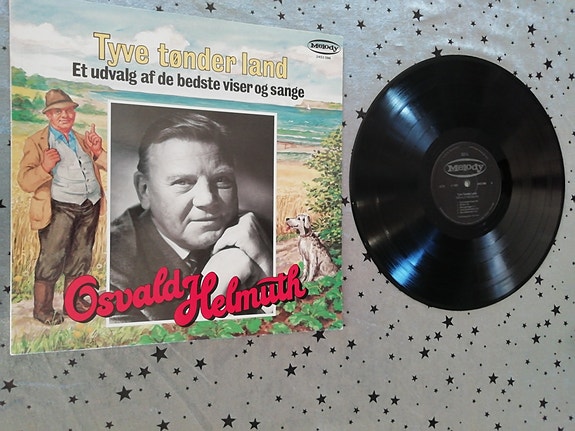 Tyve tønder land
Et udvalg af de bedste viser og sange
Melody
Osvald Helmuth
Melody